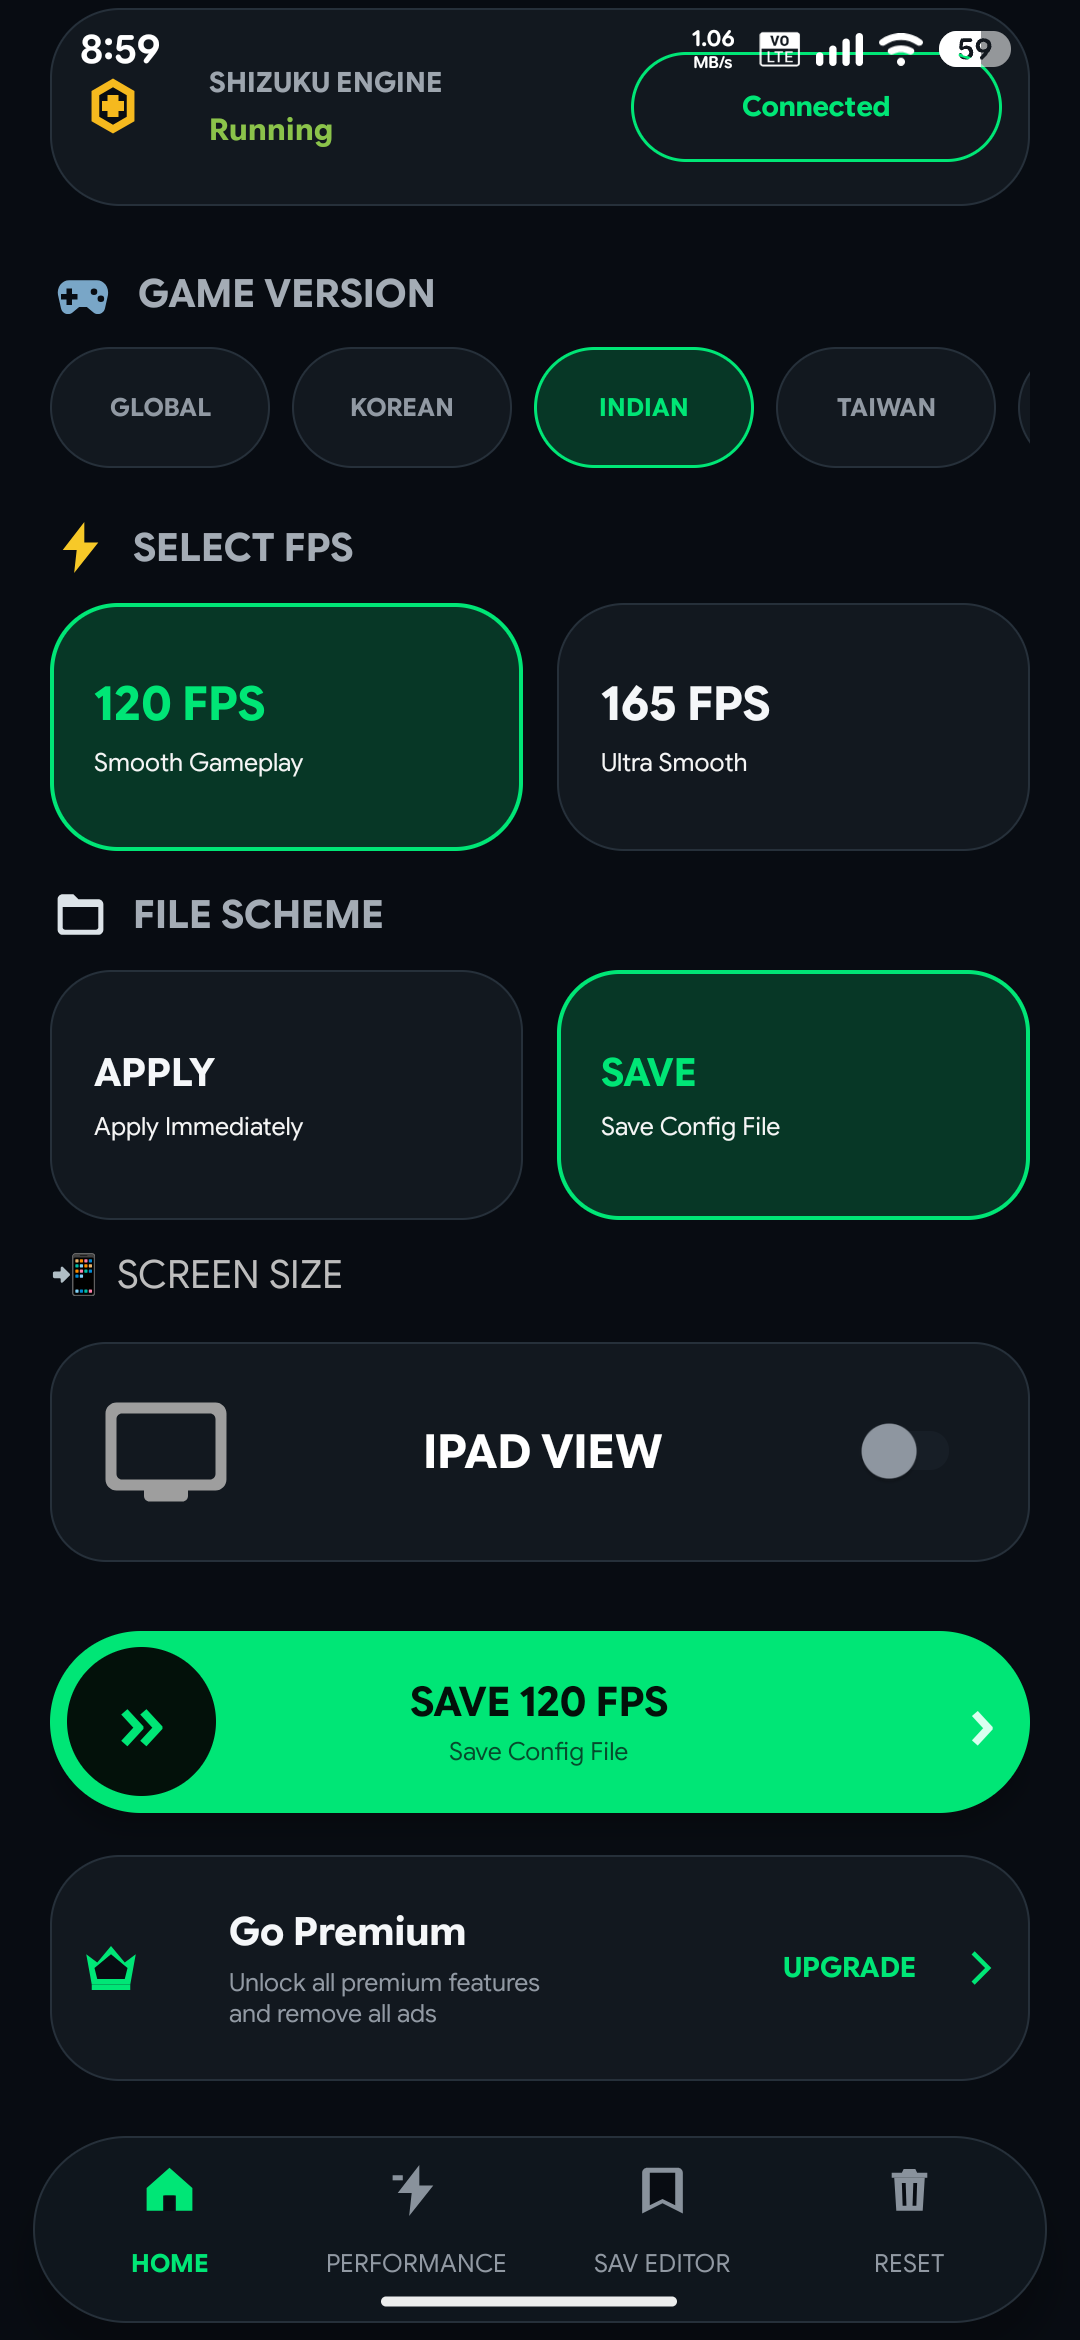 8:59
1.06
MB/s
VO
LTE
59
SHIZUKU ENGINE
Running
Connected
GAME VERSION
GLOBAL
KOREAN
INDIAN
TAIWAN
SELECT FPS
120 FPS
Smooth Gameplay
165 FPS
Ultra Smooth
FILE SCHEME
APPLY
Apply Immediately
SAVE
Save Config File
SCREEN SIZE
IPAD VIEW
SAVE 120 FPS
Save Config File
Go Premium
Unlock all premium features
and remove all ads
UPGRADE
HOME
PERFORMANCE
SAV EDITOR
RESET